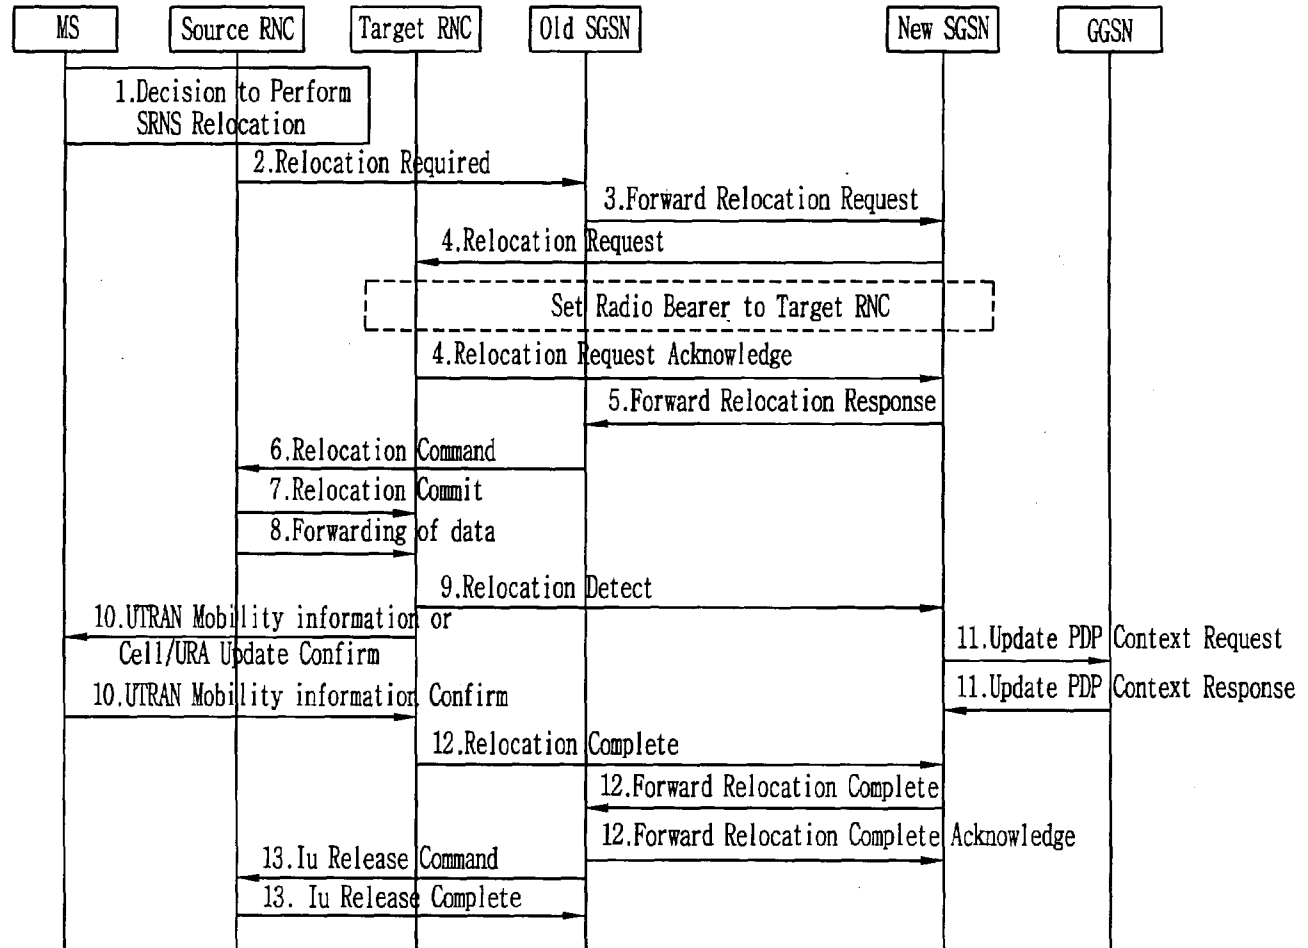 MS
Source RNC
Target RNC
Old SGSN
New SGSN
GGSN
1.Decision to Perform
SRNS Relocation
2.Relocation Required
3.Forward Relocation Request
4.Relocation Request
Set Radio Bearer to Target RNC
4.Relocation Request Acknowledge
5.Forward Relocation Response
6.Relocation Command
7.Relocation Commit
8.Forwarding of data
9.Relocation Detect
10.UTRAN Mobility information or
Cell/URA Update Confirm
11.Update PDP Context Request
10.UTRAN Mobility information Confirm
11.Update PDP Context Response
12.Relocation Complete
12.Forward Relocation Complete
12.Forward Relocation Complete Acknowledge
13.Iu Release Command
13. Iu Release Complete